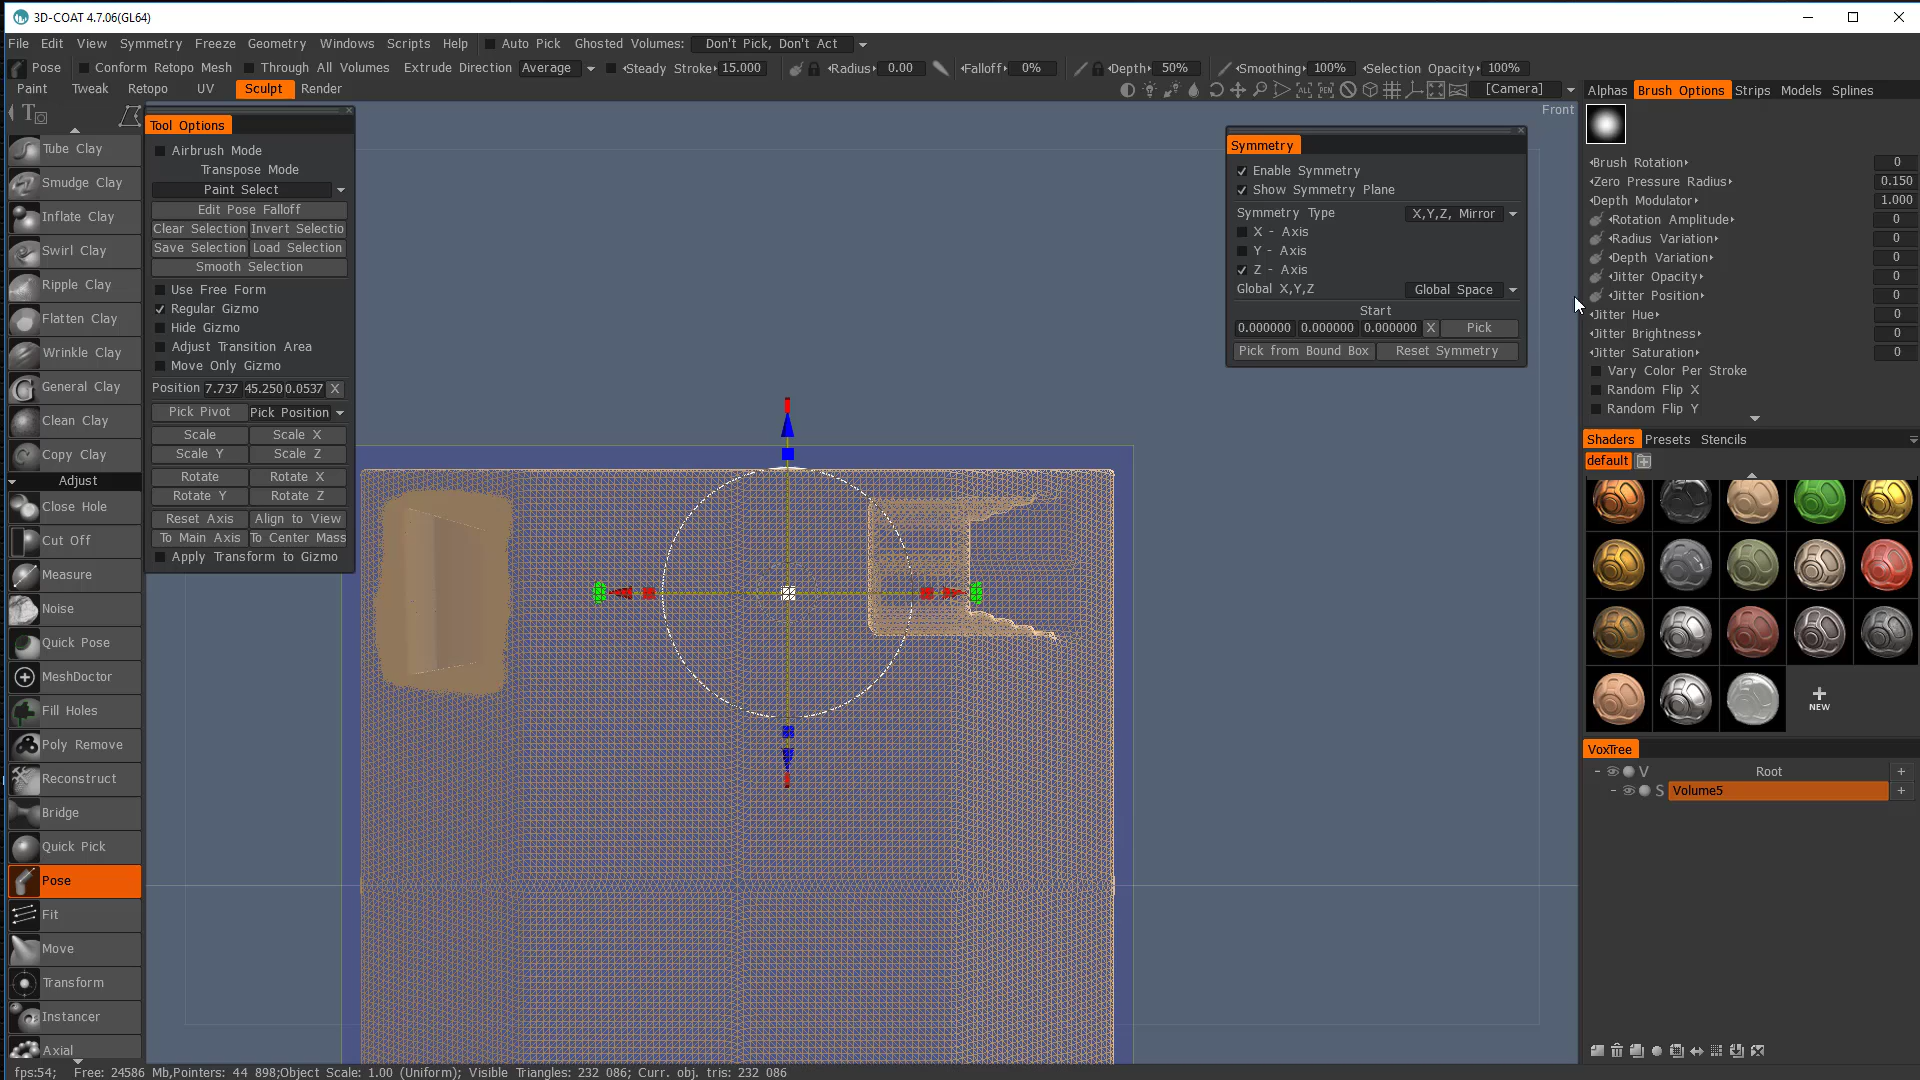 3D-COAT 4.7.06(GL64)
File Edit View Symmetry Freeze Geometry Windows Scripts Help Auto Pick Ghosted Volumes: Don't Pick, Don't Act
Pose Conform Retopo Mesh Through All Volumes Extrude Direction Average Steady Stroke 15.000 Radius 0.00 Falloff 0% Depth 50% Smoothing 100% Selection Opacity 100%
Paint Tweak Retopo UV Sculpt Render [Camera]
Front
Tube Clay
Smudge Clay
Inflate Clay
Swirl Clay
Ripple Clay
Flatten Clay
Wrinkle Clay
General Clay
Clean Clay
Copy Clay
Adjust
Close Hole
Cut Off
Measure
Noise
Quick Pose
MeshDoctor
Fill Holes
Poly Remove
Reconstruct
Bridge
Quick Pick
Pose
Fit
Move
Transform
Instancer
Axial
Tool Options
Airbrush Mode
Transpose Mode
Paint Select
Edit Pose Falloff
Clear Selection Invert Selectio
Save Selection Load Selection
Smooth Selection
Use Free Form
Regular Gizmo
Hide Gizmo
Adjust Transition Area
Move Only Gizmo
Position 7.737 45.250 0.0537 X
Pick Pivot Pick Position
Scale Scale X
Scale Y Scale Z
Rotate Rotate X
Rotate Y Rotate Z
Reset Axis Align to View
To Main Axis To Center Mass
Apply Transform to Gizmo
Symmetry
Enable Symmetry
Show Symmetry Plane
Symmetry Type X,Y,Z, Mirror
X - Axis
Y - Axis
Z - Axis
Global X,Y,Z Global Space
Start
0.000000 0.000000 0.000000 X Pick
Pick from Bound Box Reset Symmetry
Alphas Brush Options Strips Models Splines
Brush Rotation 0
Zero Pressure Radius 0.150
Depth Modulator 1.000
Rotation Amplitude 0
Radius Variation 0
Depth Variation 0
Jitter Opacity 0
Jitter Position 0
Jitter Hue 0
Jitter Brightness 0
Jitter Saturation 0
Vary Color Per Stroke
Random Flip X
Random Flip Y
Shaders Presets Stencils
default
NEW
VoxTree
V Root +
S Volume5 +
fps:54; Free: 24586 Mb,Pointers: 44 898;Object Scale: 1.00 (Uniform); Visible Triangles: 232 086; Curr. obj. tris: 232 086